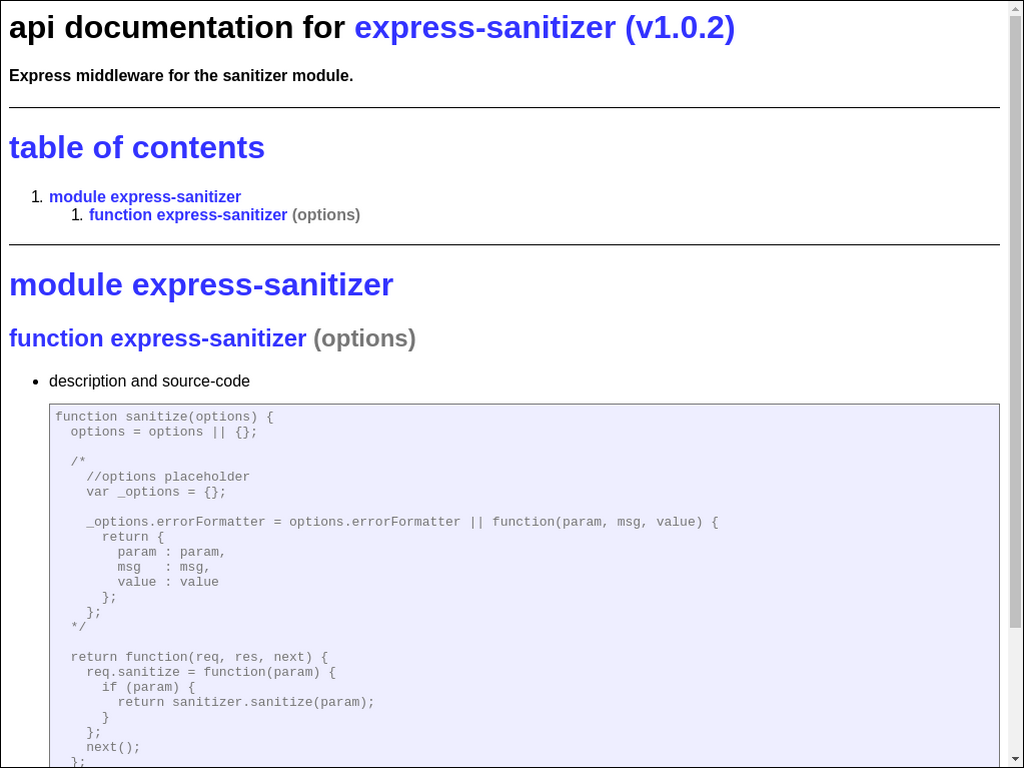 api documentation for express-sanitizer (v1.0.2)
Express middleware for the sanitizer module.
table of contents
1. module express-sanitizer
1. function express-sanitizer (options)
module express-sanitizer
function express-sanitizer (options)
• description and source-code
function sanitize(options) {
  options = options || {};

  /*
    //options placeholder
    var _options = {};

    _options.errorFormatter = options.errorFormatter || function(param, msg, value) {
      return {
        param : param,
        msg   : msg,
        value : value
      };
    };
  */

  return function(req, res, next) {
    req.sanitize = function(param) {
      if (param) {
        return sanitizer.sanitize(param);
      }
    };
    next();
  };